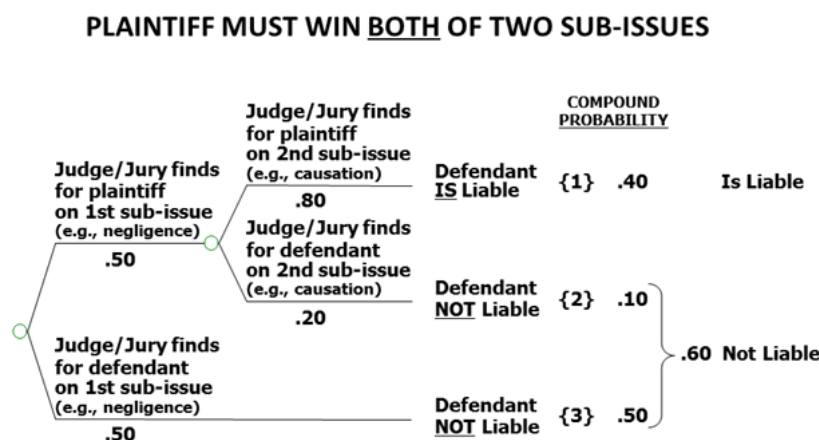 PLAINTIFF MUST WIN BOTH OF TWO SUB-ISSUES
COMPOUND
PROBABILITY
Judge/Jury finds
for plaintiff
on 2nd sub-issue
(e.g., causation)
.80
Defendant
IS Liable
{1} .40
Is Liable
Judge/Jury finds
for plaintiff
on 1st sub-issue
(e.g., negligence)
.50
Judge/Jury finds
for defendant
on 2nd sub-issue
(e.g., causation)
.20
Defendant
NOT Liable
{2} .10
.60 Not Liable
Judge/Jury finds
for defendant
on 1st sub-issue
(e.g., negligence)
.50
Defendant
NOT Liable
{3} .50